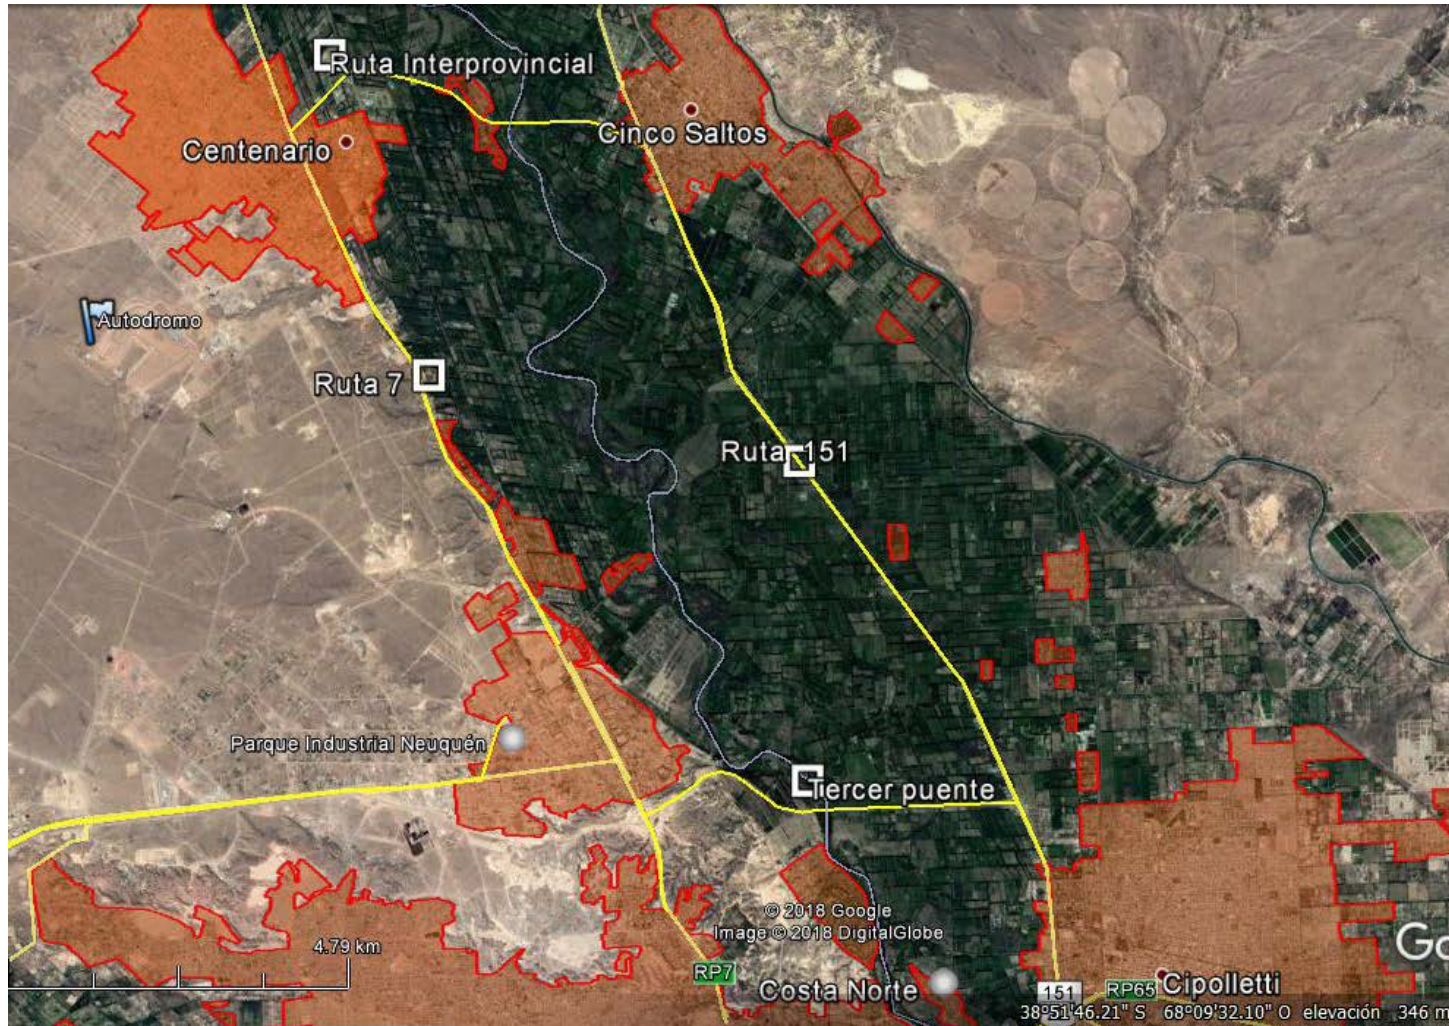 Ruta Interprovincial
Cinco Saltos
Centenario
Autodromo
Ruta 7
Ruta 151
Parque Industrial Neuquén
Tercer puente
© 2018 Google
Image © 2018 DigitalGlobe
4.79 km
Go
RP7
Costa Norte
151
RP65
Cipolletti
38°51'46.21" S 68°09'32.10" O elevación 346 m